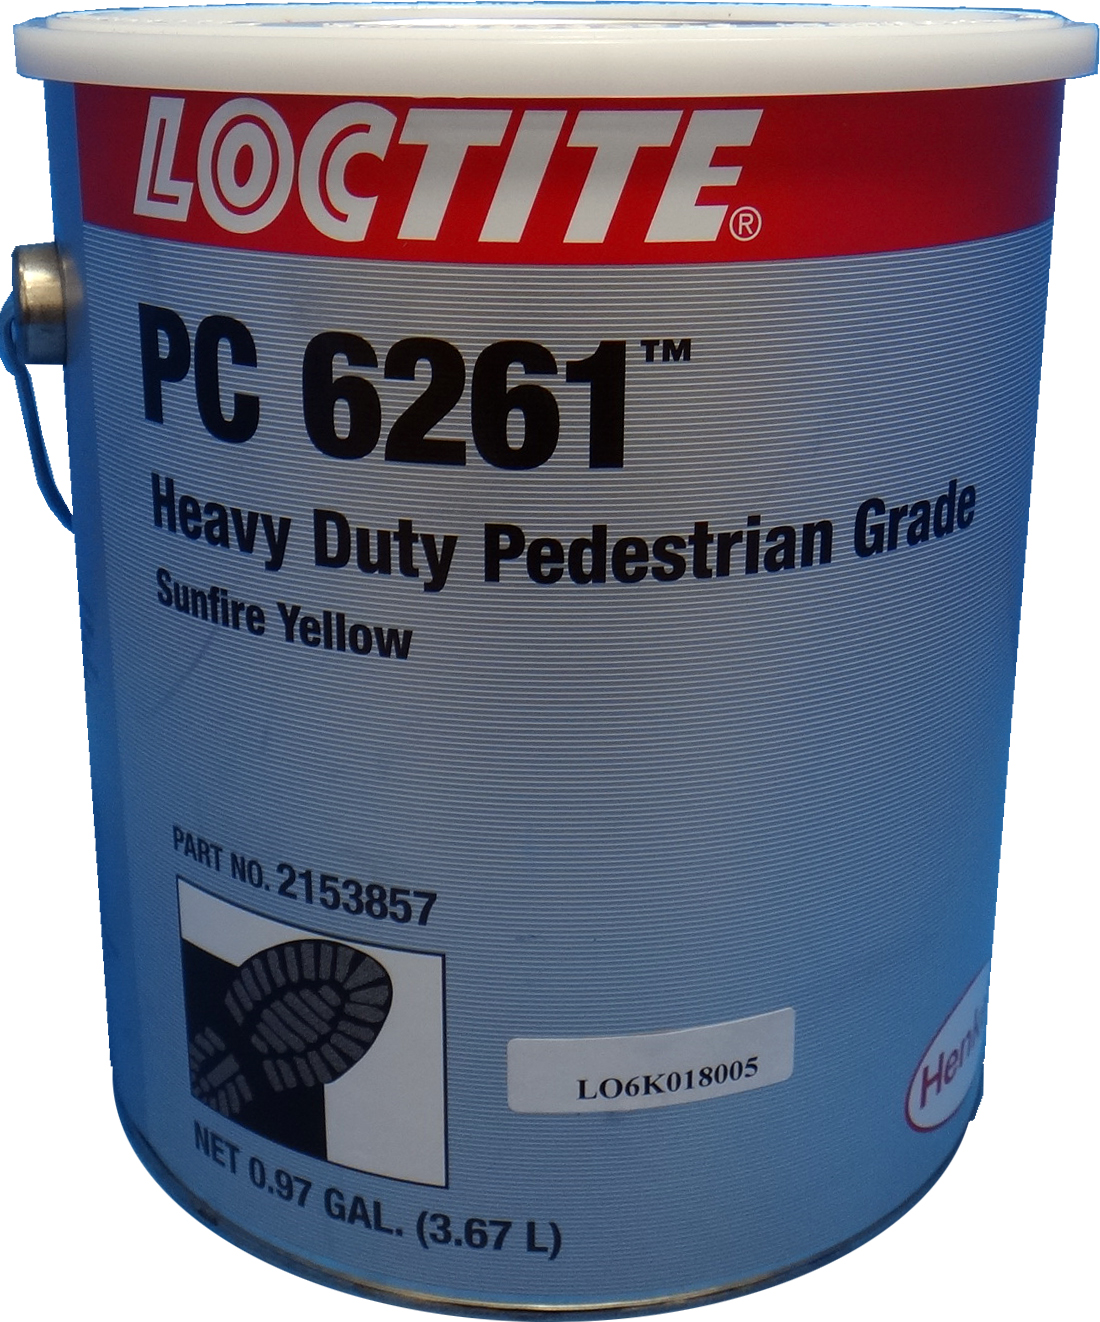 LOCTITE®
PC 6261™
Heavy Duty Pedestrian Grade
Sunfire Yellow
PART NO. 2153857
LO6K018005
NET 0.97 GAL. (3.67 L)